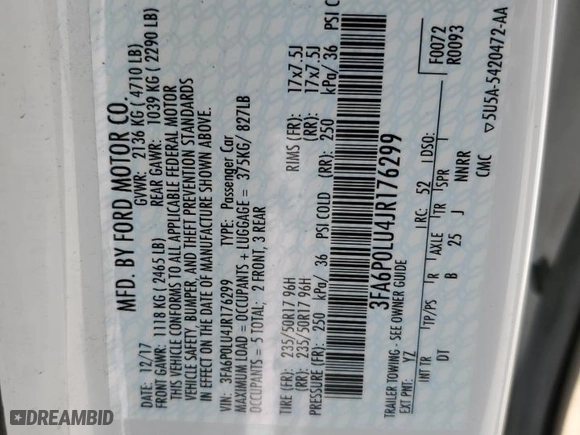 MFD. BY FORD MOTOR CO.
DATE: 12/17 GVWR: 2136 KG ( 4710 LB)
FRONT GAWR: 1118 KG ( 2465 LB) REAR GAWR: 1039 KG ( 2290 LB)
THIS VEHICLE CONFORMS TO ALL APPLICABLE FEDERAL MOTOR
VEHICLE SAFETY, BUMPER, AND THEFT PREVENTION STANDARDS
IN EFFECT ON THE DATE OF MANUFACTURE SHOWN ABOVE.
VIN: 3FA6P0LU4JR176299 TYPE: Passenger Car
MAXIMUM LOAD = OCCUPANTS + LUGGAGE = 375KG/ 827LB
OCCUPANTS = 5 TOTAL; 2 FRONT, 3 REAR
TIRE (FR): 235/50R17 96H RIMS (FR): 17x7.5J
(RR): 235/50R17 96H (RR): 17x7.5J
PRESSURE (FR): 250 kPa/ 36 PSI COLD (RR): 250 kPa/ 36 PSI C
3FA6P0LU4JR176299
TRAILER TOWING - SEE OWNER GUIDE F0072
EXT PNT: YZ RC: 52 DSO: R0093
INT TR TP/PS R AXLE TR SPR
DT B 25 J NNRR
CMC ▽5U5A-5420472-AA
DREAMBID